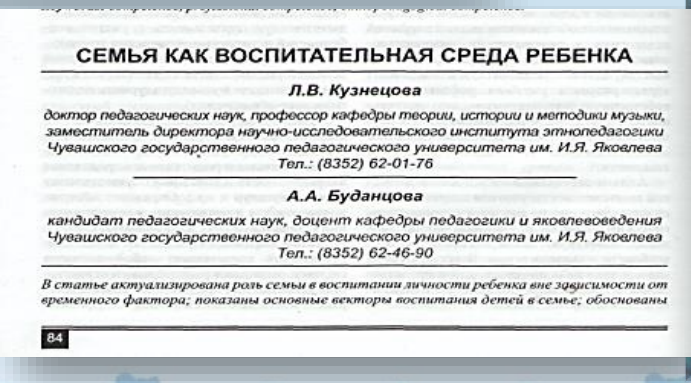 СЕМЬЯ КАК ВОСПИТАТЕЛЬНАЯ СРЕДА РЕБЕНКА
Л.В. Кузнецова
доктор педагогических наук, профессор кафедры теории, истории и методики музыки,
заместитель директора научно-исследовательского института этнопедагогики
Чувашского государственного педагогического университета им. И.Я. Яковлева
Тел.: (8352) 62-01-76
А.А. Буданцова
кандидат педагогических наук, доцент кафедры педагогики и яковлевоведения
Чувашского государственного педагогического университета им. И.Я. Яковлева
Тел.: (8352) 62-46-90
В статье актуализирована роль семьи в воспитании личности ребенка вне зависимости от
временного фактора; показаны основные векторы воспитания детей в семье; обоснованы
84